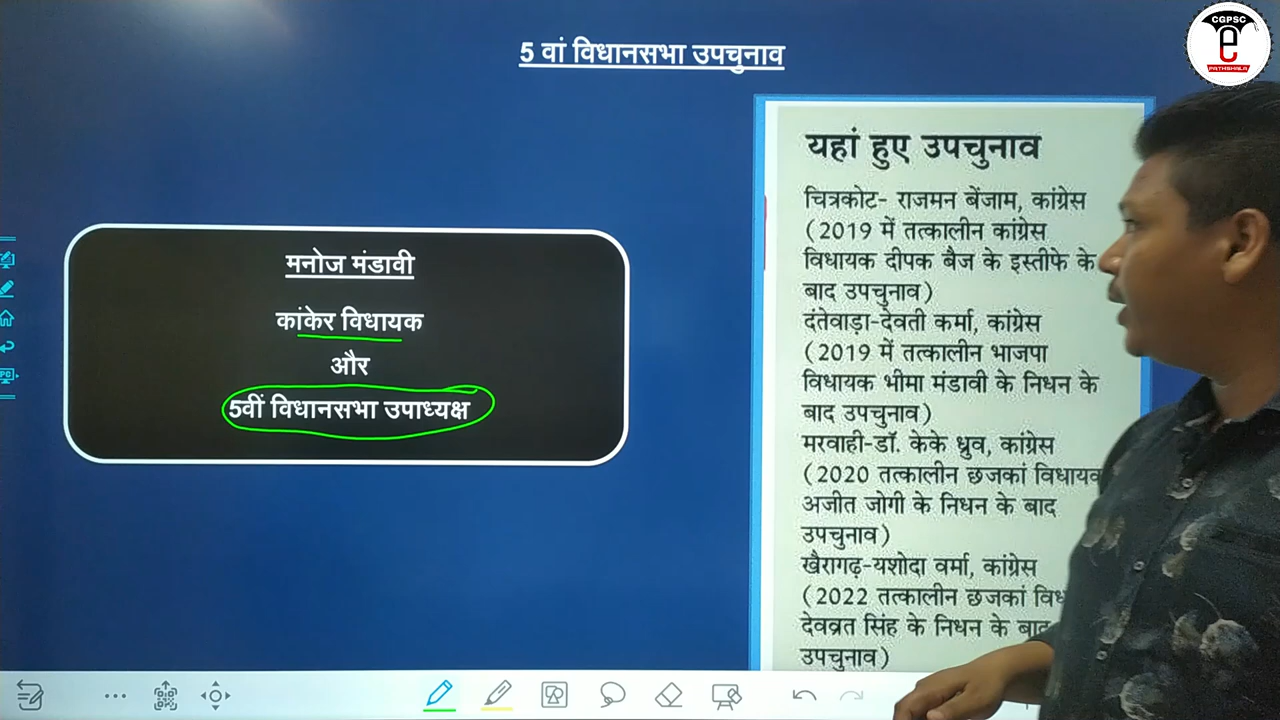 CGPSC
e
PATHSHALA
5 वां विधानसभा उपचुनाव
मनोज मंडावी
कांकेर विधायक
और
5वीं विधानसभा उपाध्यक्ष
यहां हुए उपचुनाव
चित्रकोट- राजमन बेंजाम, कांग्रेस
(2019 में तत्कालीन कांग्रेस
विधायक दीपक बैज के इस्तीफे के
बाद उपचुनाव)
दंतेवाड़ा-देवती कर्मा, कांग्रेस
(2019 में तत्कालीन भाजपा
विधायक भीमा मंडावी के निधन के
बाद उपचुनाव)
मरवाही-डॉ. केके ध्रुव, कांग्रेस
(2020 तत्कालीन छजकां विधायक
अजीत जोगी के निधन के बाद
उपचुनाव)
खैरागढ़-यशोदा वर्मा, कांग्रेस
(2022 तत्कालीन छजकां
देवव्रत सिंह के निधन के बाद
उपचुनाव)